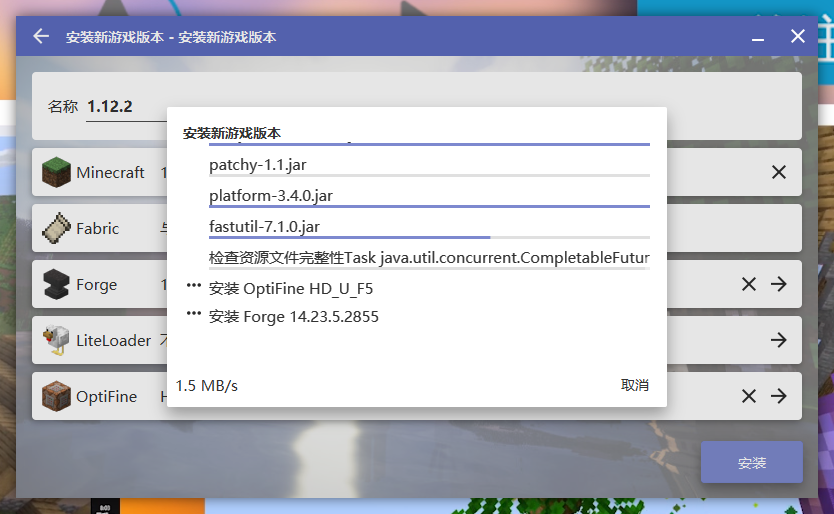 安装新游戏版本 - 安装新游戏版本
名称 1.12.2
安装新游戏版本
patchy-1.1.jar
platform-3.4.0.jar
fastutil-7.1.0.jar
检查资源文件完整性Task java.util.concurrent.CompletableFutur
安装 OptiFine HD_U_F5
安装 Forge 14.23.5.2855
1.5 MB/s 取消
Minecraft 1
Fabric
Forge 1
LiteLoader
OptiFine H
安装